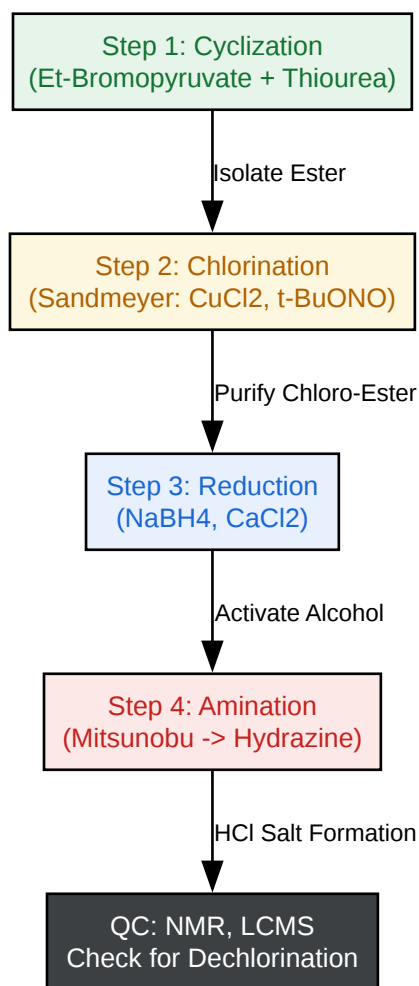 Step 1: Cyclization
(Et-Bromopyruvate + Thiourea)
Isolate Ester
Step 2: Chlorination
(Sandmeyer: CuCl2, t-BuONO)
Purify Chloro-Ester
Step 3: Reduction
(NaBH4, CaCl2)
Activate Alcohol
Step 4: Amination
(Mitsunobu -> Hydrazine)
HCl Salt Formation
QC: NMR, LCMS
Check for Dechlorination